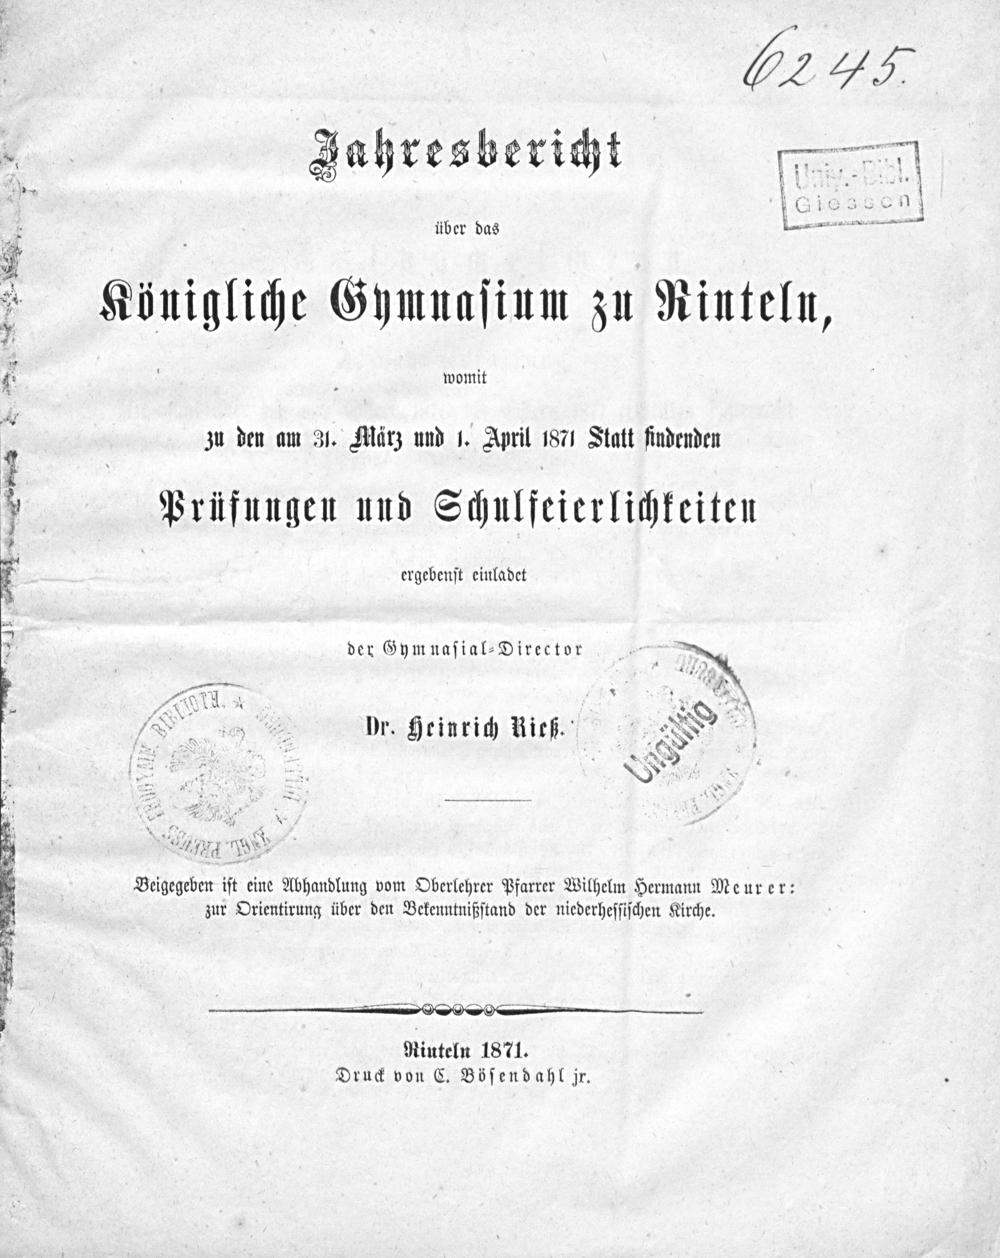 6245.
Jahresbericht
Univ.-Bibl.
Giessen
über das
Königliche Gymnasium zu Rinteln,
womit
zu den am 31. März und 1. April 1871 Statt findenden
Prüfungen und Schulfeierlichkeiten
ergebenst einladet
der Gymnasial-Director
Dr. Heinrich Rieß.
BIBLIOTH.
KNGL. PREUSS.
Ungültig
Beigegeben ist eine Abhandlung vom Oberlehrer Pfarrer Wilhelm Hermann Meurer:
zur Orientirung über den Bekenntnißstand der niederhessischen Kirche.
Rinteln 1871.
Druck von C. Bösendahl jr.